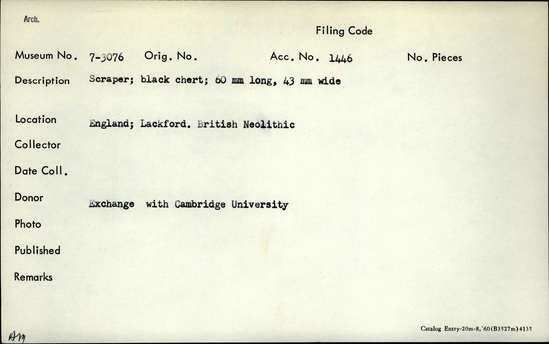 Arch.
Filing Code
Museum No. 7-3076 Orig. No. Acc. No. 1446 No. Pieces
Description Scraper; black chert; 60 mm long, 43 mm wide
Location England; Lackford. British Neolithic
Collector
Date Coll.
Donor Exchange with Cambridge University
Photo
Published
Remarks
Catalog Entry-20m-8,'60(B3527m)4135